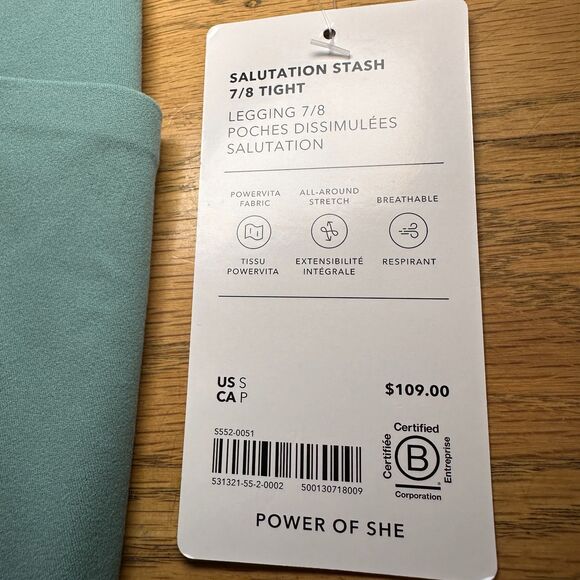 SALUTATION STASH
7/8 TIGHT
LEGGING 7/8
POCHES DISSIMULÉES
SALUTATION
POWERVITA
FABRIC
ALL-AROUND
STRETCH
BREATHABLE
TISSU
POWERVITA
EXTENSIBILITÉ
INTÉGRALE
RESPIRANT
US S
CA P
$109.00
S552-0051
531321-55-2-0002 500130718009
Certified
Certifiée
B
Entreprise
Corporation
POWER OF SHE